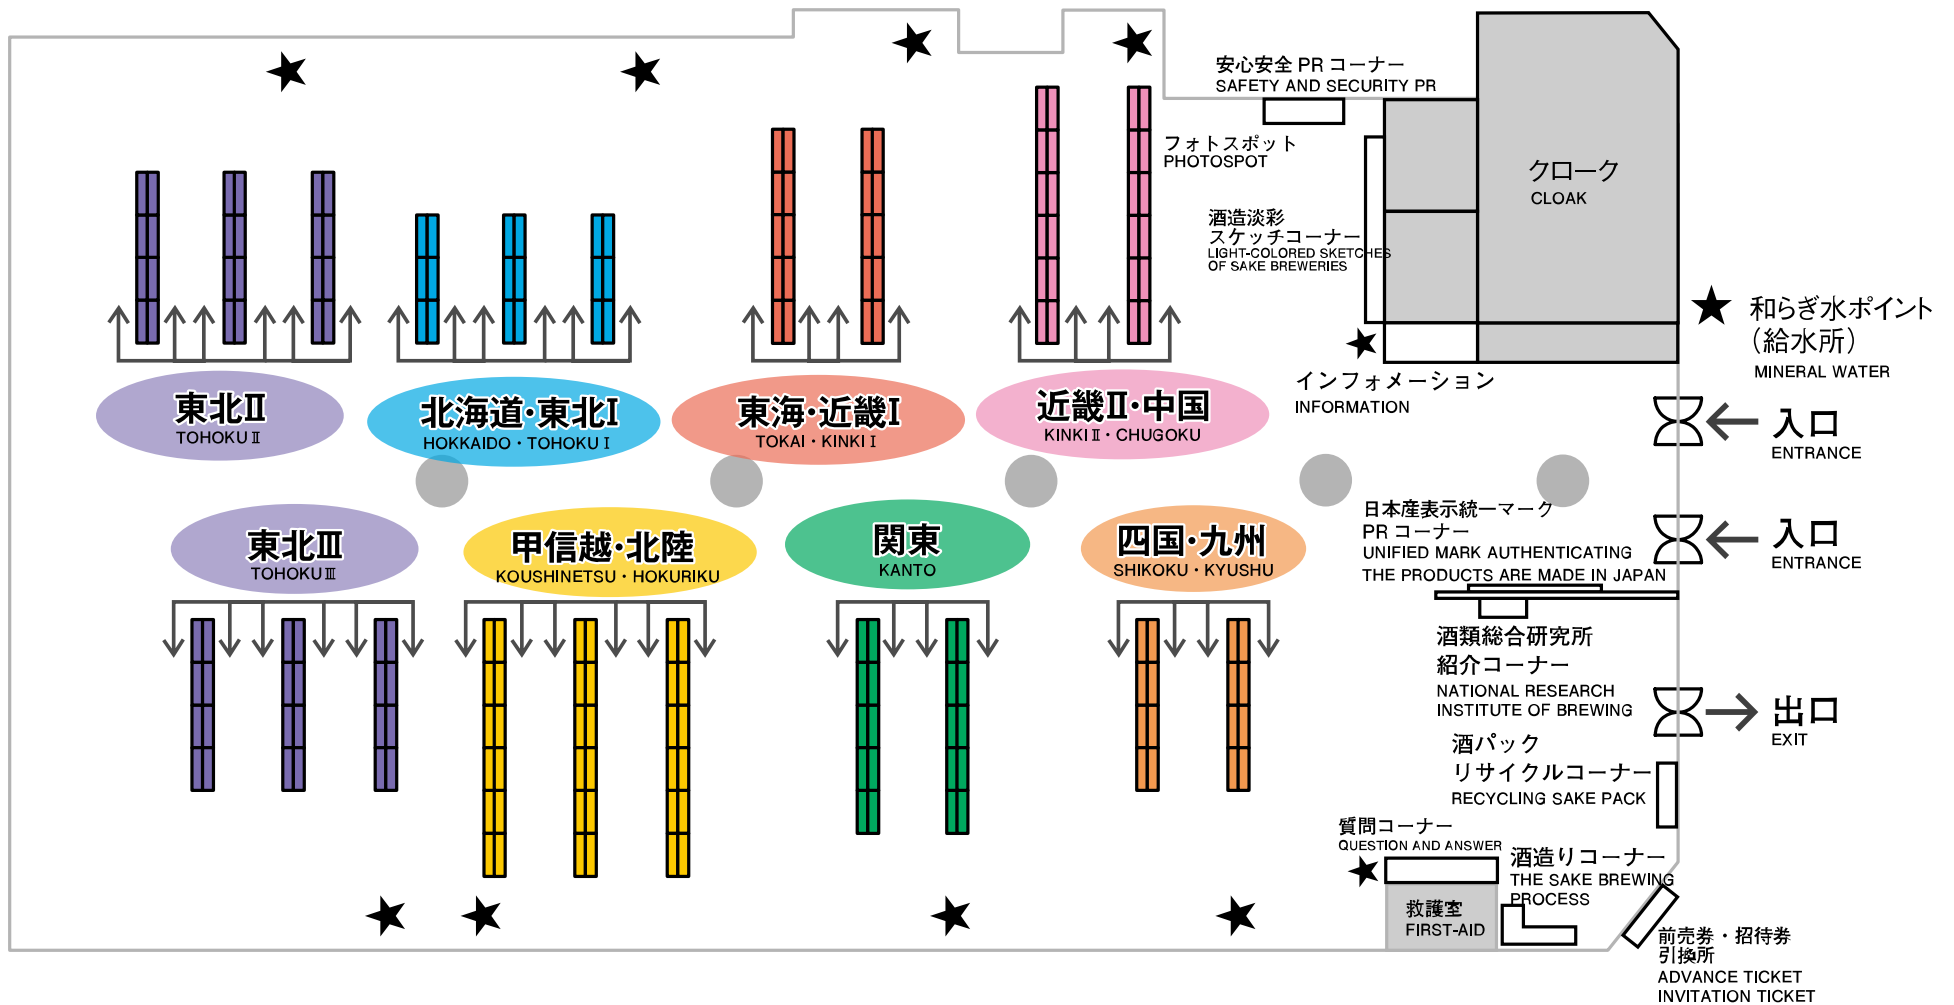 安心安全 PR コーナー
SAFETY AND SECURITY PR
フォトスポット
PHOTOSPOT
クローク
CLOAK
酒造淡彩
スケッチコーナー
LIGHT-COLORED SKETCHES
OF SAKE BREWERIES
和らぎ水ポイント
（給水所）
MINERAL WATER
インフォメーション
INFORMATION
東北Ⅱ
TOHOKU Ⅱ
北海道・東北Ⅰ
HOKKAIDO・TOHOKU Ⅰ
東海・近畿Ⅰ
TOKAI・KINKI Ⅰ
近畿Ⅱ・中国
KINKI Ⅱ・CHUGOKU
入口
ENTRANCE
東北Ⅲ
TOHOKU Ⅲ
甲信越・北陸
KOUSHINETSU・HOKURIKU
関東
KANTO
四国・九州
SHIKOKU・KYUSHU
日本産表示統一マーク
PR コーナー
UNIFIED MARK AUTHENTICATING
THE PRODUCTS ARE MADE IN JAPAN
入口
ENTRANCE
酒類総合研究所
紹介コーナー
NATIONAL RESEARCH
INSTITUTE OF BREWING
出口
EXIT
酒パック
リサイクルコーナー
RECYCLING SAKE PACK
質問コーナー
QUESTION AND ANSWER
酒造りコーナー
THE SAKE BREWING
PROCESS
救護室
FIRST-AID
前売券・招待券
引換所
ADVANCE TICKET
INVITATION TICKET